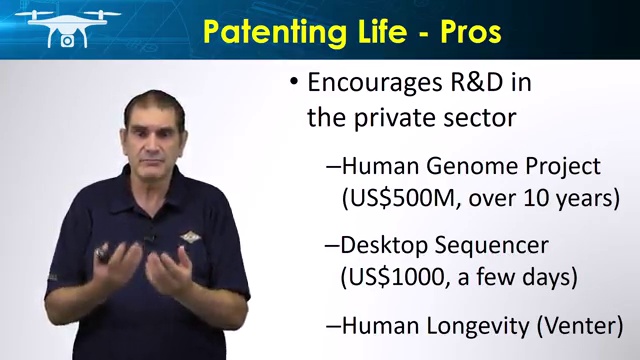 Patenting Life - Pros
• Encourages R&D in
the private sector
–Human Genome Project
(US$500M, over 10 years)
–Desktop Sequencer
(US$1000, a few days)
–Human Longevity (Venter)